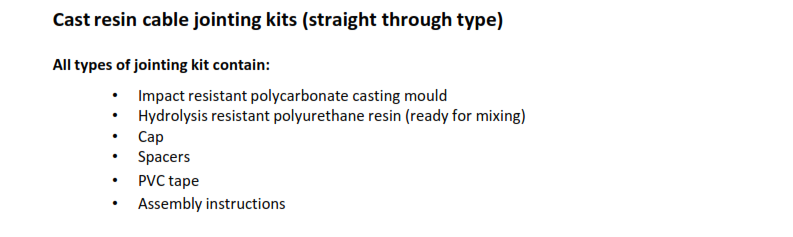 Cast resin cable jointing kits (straight through type)
All types of jointing kit contain:
• Impact resistant polycarbonate casting mould
• Hydrolysis resistant polyurethane resin (ready for mixing)
• Cap
• Spacers
• PVC tape
• Assembly instructions